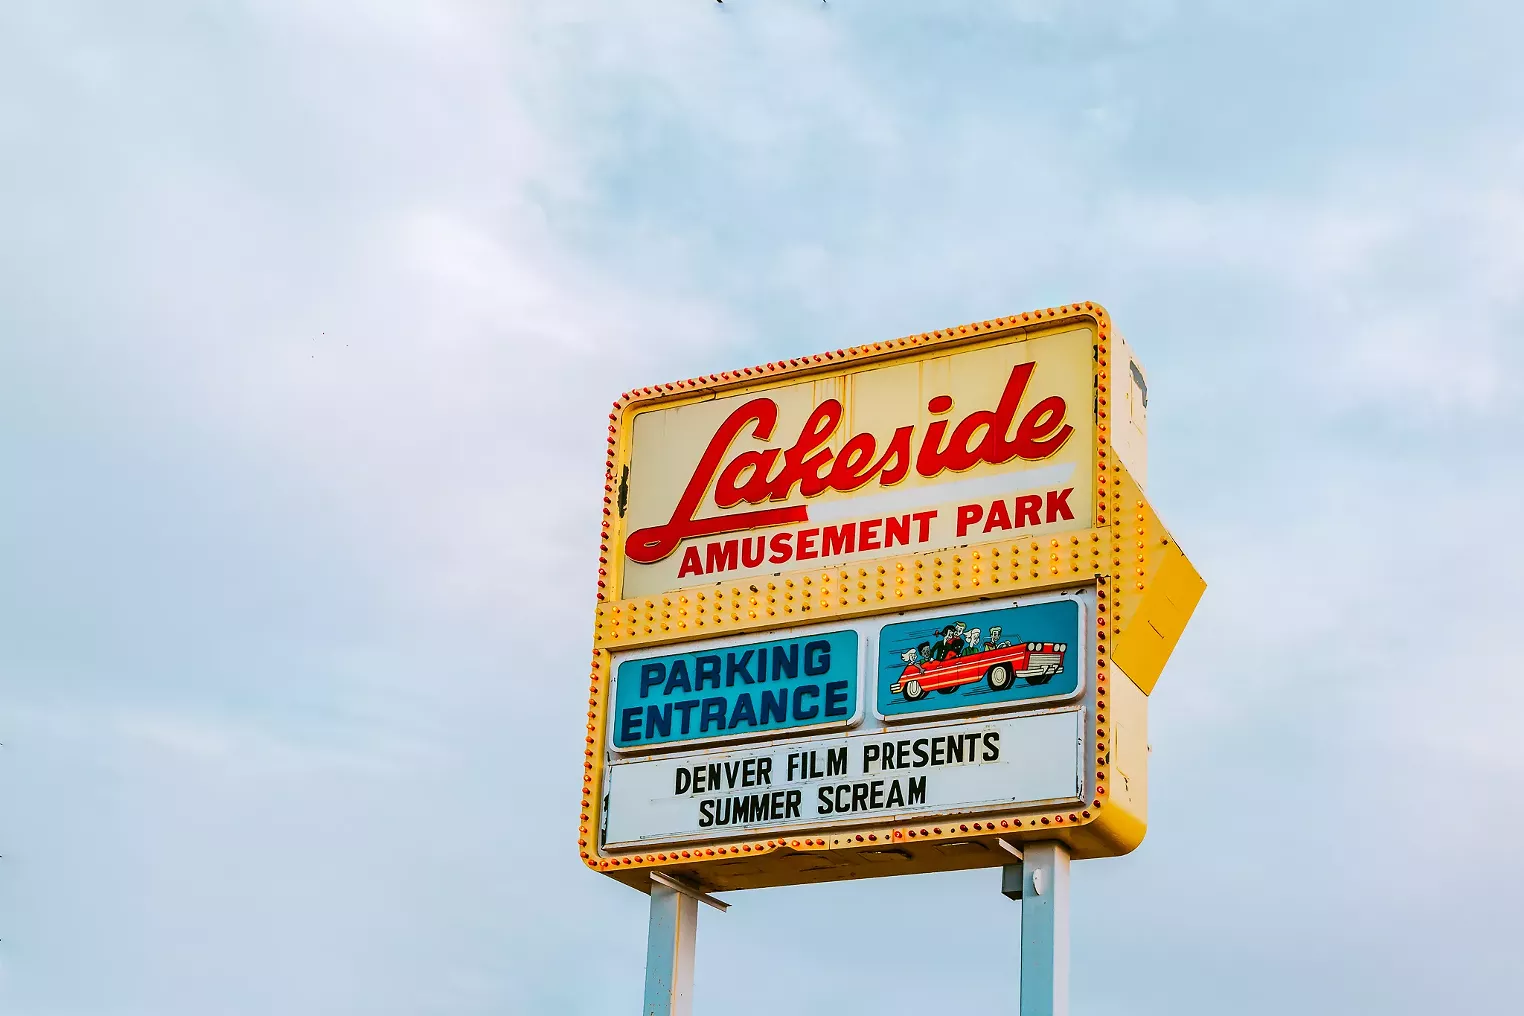 Lakeside
AMUSEMENT PARK
PARKING
ENTRANCE
DENVER FILM PRESENTS
SUMMER SCREAM